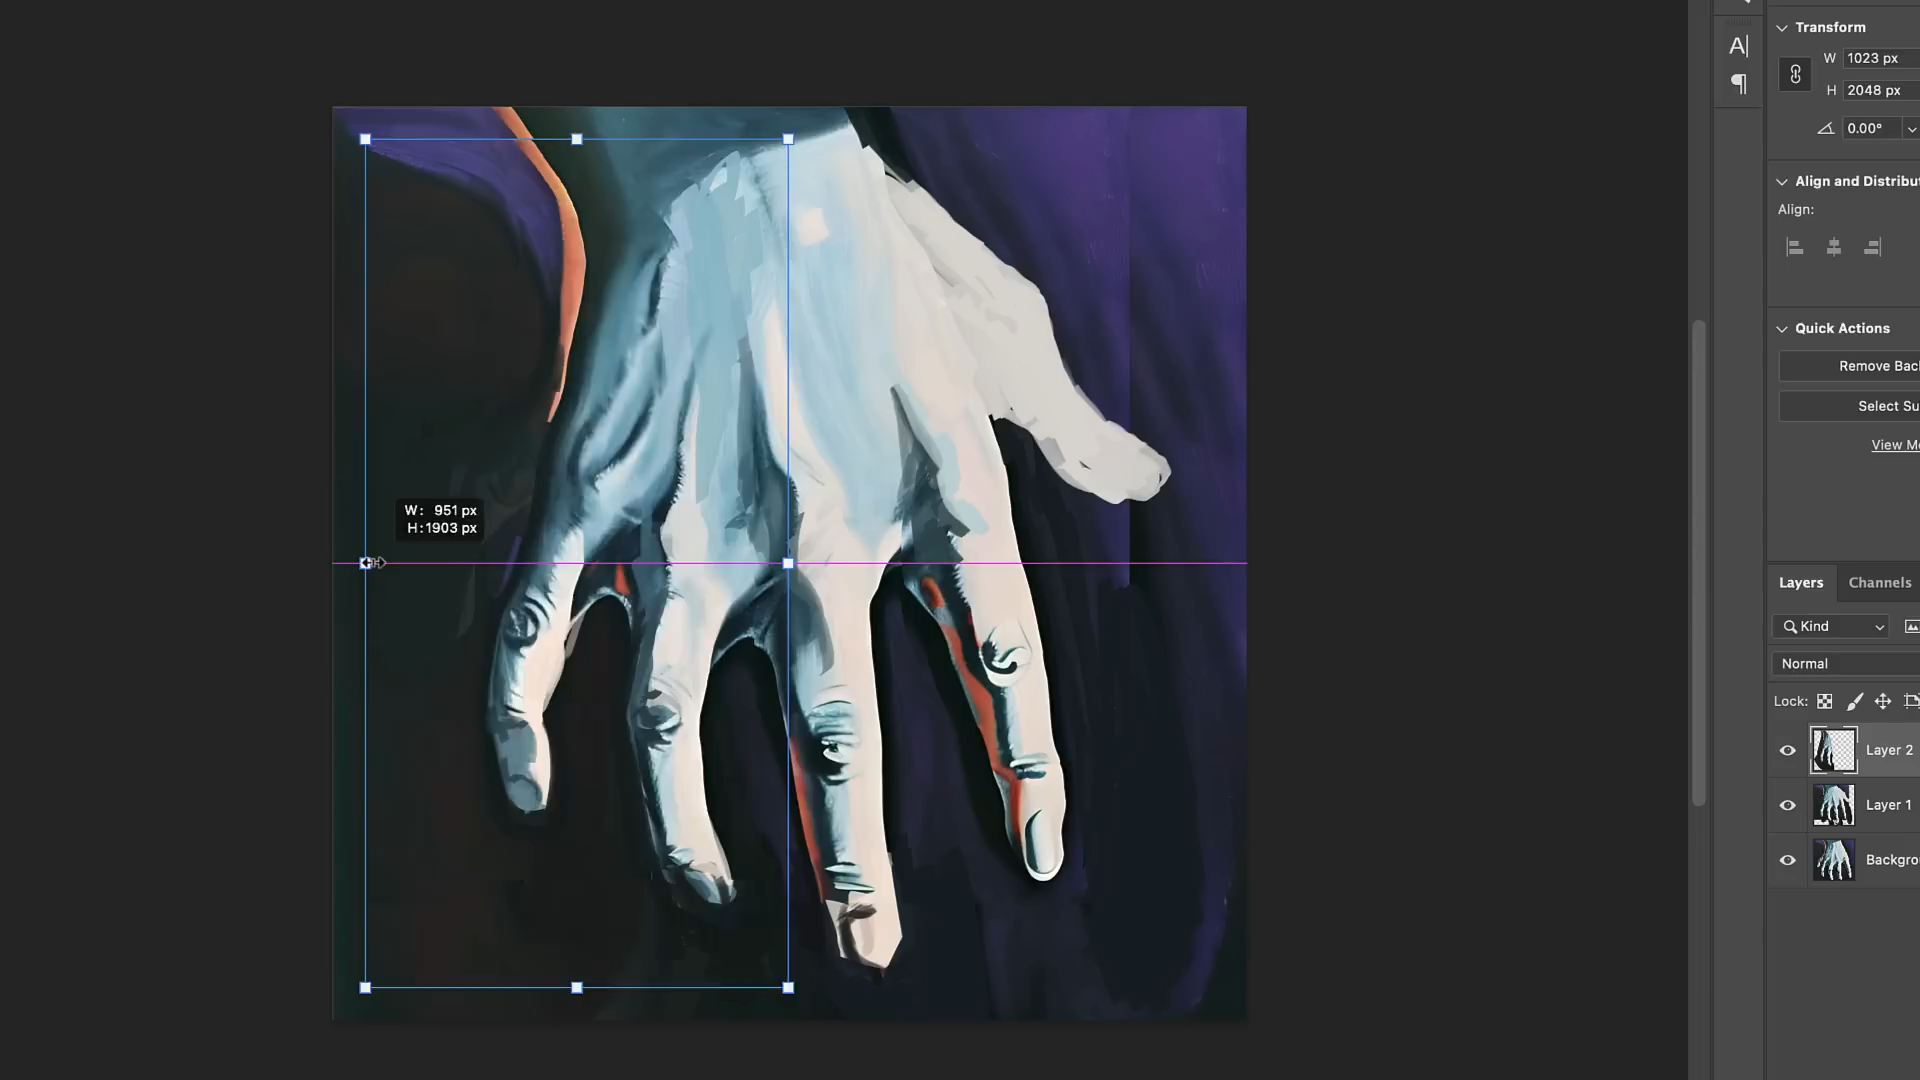 Transform
W 1023 px
H 2048 px
0.00°
Align and Distribut
Align:
Quick Actions
Remove Bac
Select Su
View M
W: 951 px
H: 1903 px
Layers Channels
Kind
Normal
Lock:
Layer 2
Layer 1
Backgro